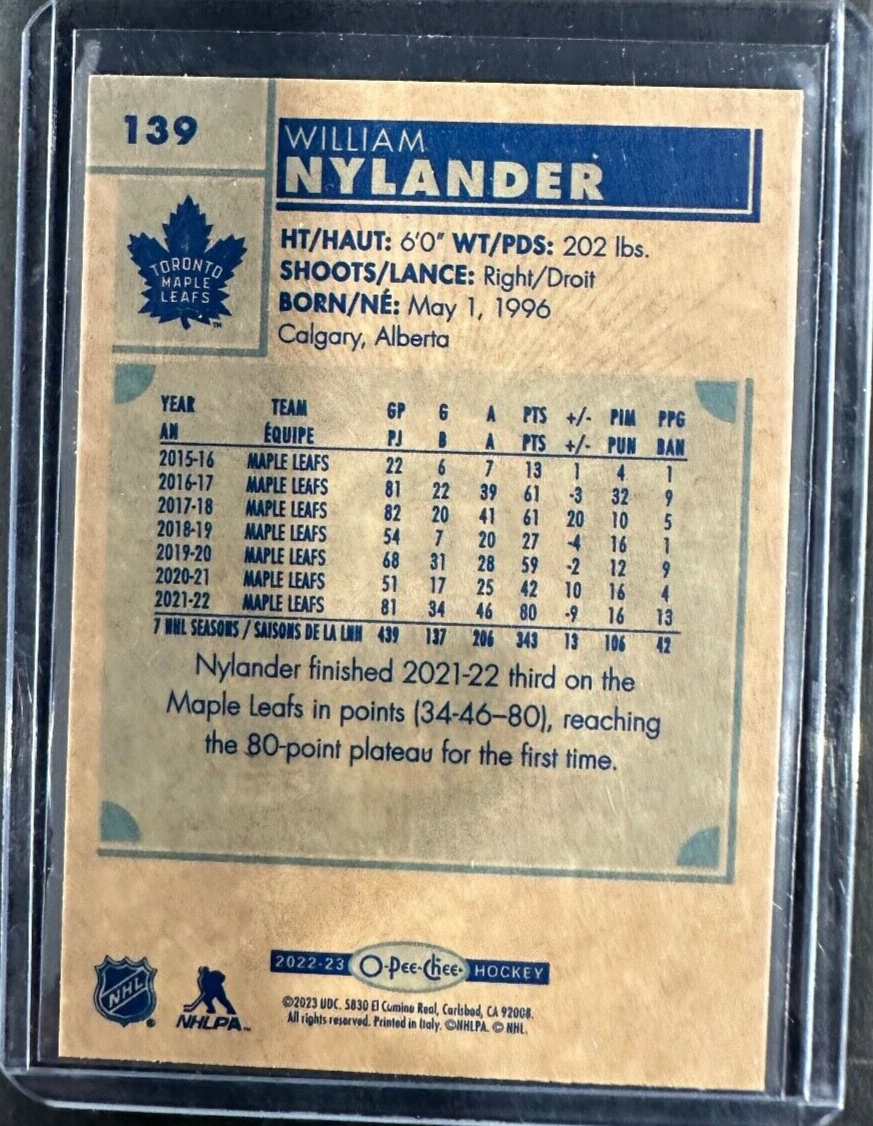 139
WILLIAM
NYLANDER
TORONTO
MAPLE
LEAFS
TM
HT/HAUT: 6'0" WT/PDS: 202 lbs.
SHOOTS/LANCE: Right/Droit
BORN/NÉ: May 1, 1996
Calgary, Alberta
YEAR TEAM GP G A PTS +/- PIM PPG
AN ÉQUIPE PJ B A PTS +/- PUN BAN
2015-16 MAPLE LEAFS 22 6 7 13 1 4 1
2016-17 MAPLE LEAFS 81 22 39 61 -3 32 9
2017-18 MAPLE LEAFS 82 20 41 61 20 10 5
2018-19 MAPLE LEAFS 54 7 20 27 -4 16 1
2019-20 MAPLE LEAFS 68 31 28 59 -2 12 9
2020-21 MAPLE LEAFS 51 17 25 42 10 16 4
2021-22 MAPLE LEAFS 81 34 46 80 -9 16 13
7 NHL SEASONS / SAISONS DE LA LNH 439 137 206 343 13 106 42
Nylander finished 2021-22 third on the
Maple Leafs in points (34-46–80), reaching
the 80-point plateau for the first time.
2022-23 O-Pee-Chee HOCKEY
NHL ®
NHLPA TM
©2023 UDC. 5830 El Camino Real, Carlsbad, CA 92008.
All rights reserved. Printed in Italy. ©NHLPA. © NHL.